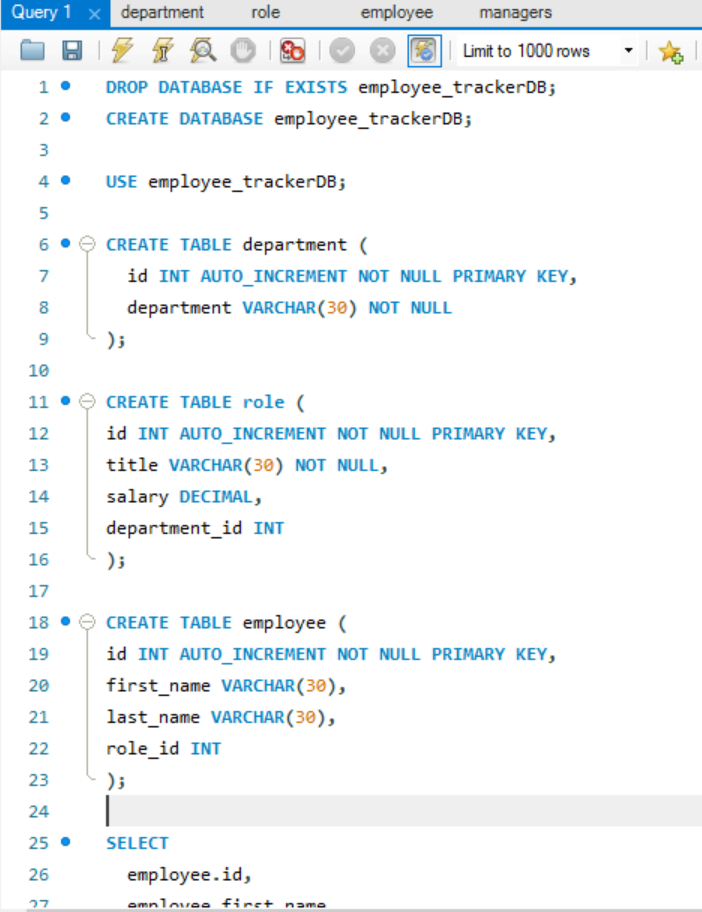 Query 1 department role employee managers
Limit to 1000 rows
1 DROP DATABASE IF EXISTS employee_trackerDB;
2 CREATE DATABASE employee_trackerDB;
3
4 USE employee_trackerDB;
5
6 CREATE TABLE department (
7 id INT AUTO_INCREMENT NOT NULL PRIMARY KEY,
8 department VARCHAR(30) NOT NULL
9 );
10
11 CREATE TABLE role (
12 id INT AUTO_INCREMENT NOT NULL PRIMARY KEY,
13 title VARCHAR(30) NOT NULL,
14 salary DECIMAL,
15 department_id INT
16 );
17
18 CREATE TABLE employee (
19 id INT AUTO_INCREMENT NOT NULL PRIMARY KEY,
20 first_name VARCHAR(30),
21 last_name VARCHAR(30),
22 role_id INT
23 );
24
25 SELECT
26 employee.id,
27 employee.first_name